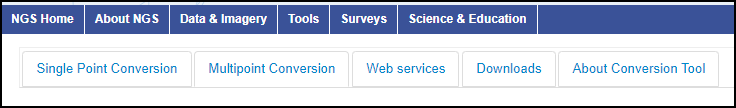 NGS Home About NGS Data & Imagery Tools Surveys Science & Education
Single Point Conversion Multipoint Conversion Web services Downloads About Conversion Tool